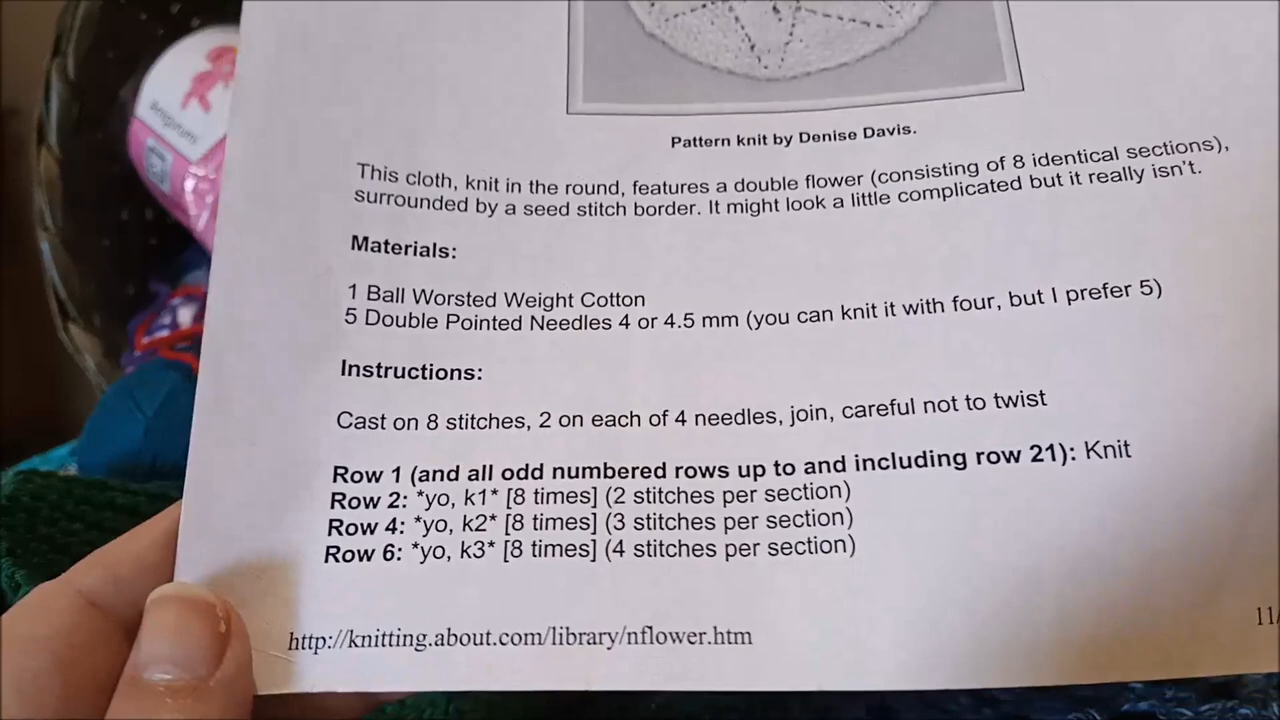 Amigurumi
Pattern knit by Denise Davis.
This cloth, knit in the round, features a double flower (consisting of 8 identical sections),
surrounded by a seed stitch border. It might look a little complicated but it really isn't.
Materials:
1 Ball Worsted Weight Cotton
5 Double Pointed Needles 4 or 4.5 mm (you can knit it with four, but I prefer 5)
Instructions:
Cast on 8 stitches, 2 on each of 4 needles, join, careful not to twist
Row 1 (and all odd numbered rows up to and including row 21): Knit
Row 2: *yo, k1* [8 times] (2 stitches per section)
Row 4: *yo, k2* [8 times] (3 stitches per section)
Row 6: *yo, k3* [8 times] (4 stitches per section)
http://knitting.about.com/library/nflower.htm
11/